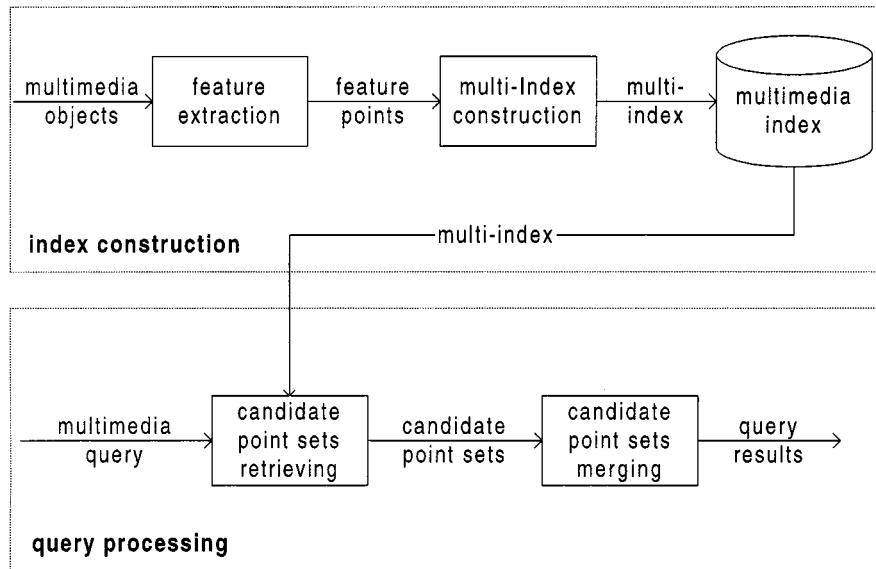 multimedia
objects
feature
extraction
feature
points
multi-Index
construction
multi-
index
multimedia
index
index construction
multi-index
multimedia
query
candidate
point sets
retrieving
candidate
point sets
candidate
point sets
merging
query
results
query processing